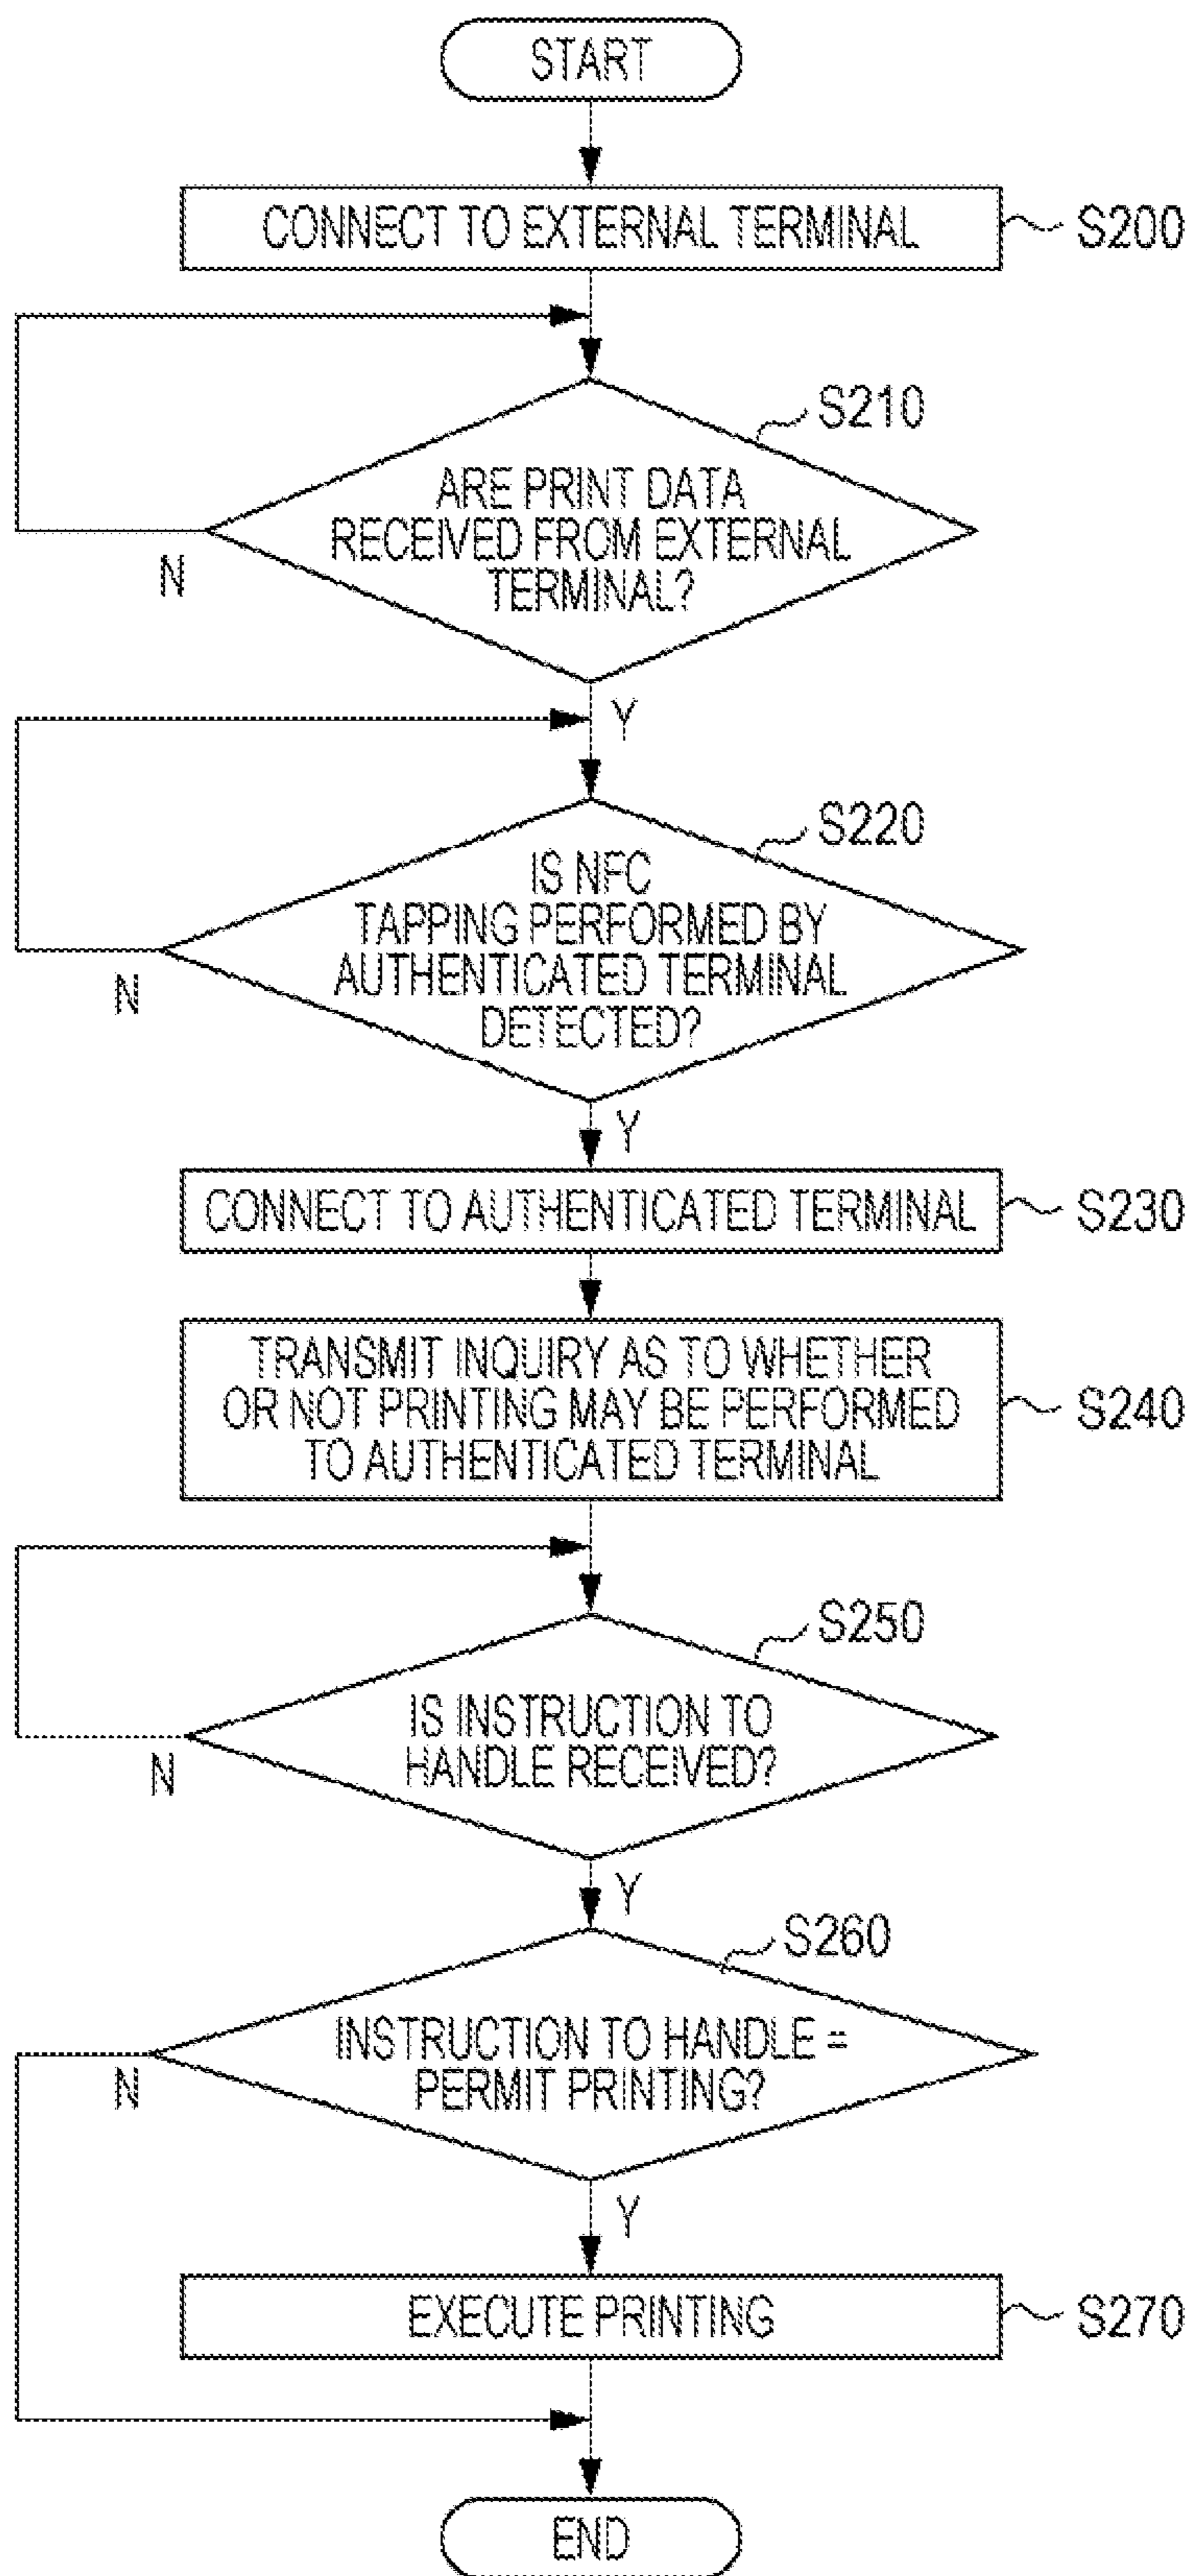 START
CONNECT TO EXTERNAL TERMINAL
S200
S210
ARE PRINT DATA
RECEIVED FROM EXTERNAL
TERMINAL?
N
Y
S220
IS NFC
TAPPING PERFORMED BY
AUTHENTICATED TERMINAL
DETECTED?
N
Y
CONNECT TO AUTHENTICATED TERMINAL
S230
TRANSMIT INQUIRY AS TO WHETHER
OR NOT PRINTING MAY BE PERFORMED
TO AUTHENTICATED TERMINAL
S240
S250
IS INSTRUCTION TO
HANDLE RECEIVED?
N
Y
S260
INSTRUCTION TO HANDLE =
PERMIT PRINTING?
N
Y
EXECUTE PRINTING
S270
END